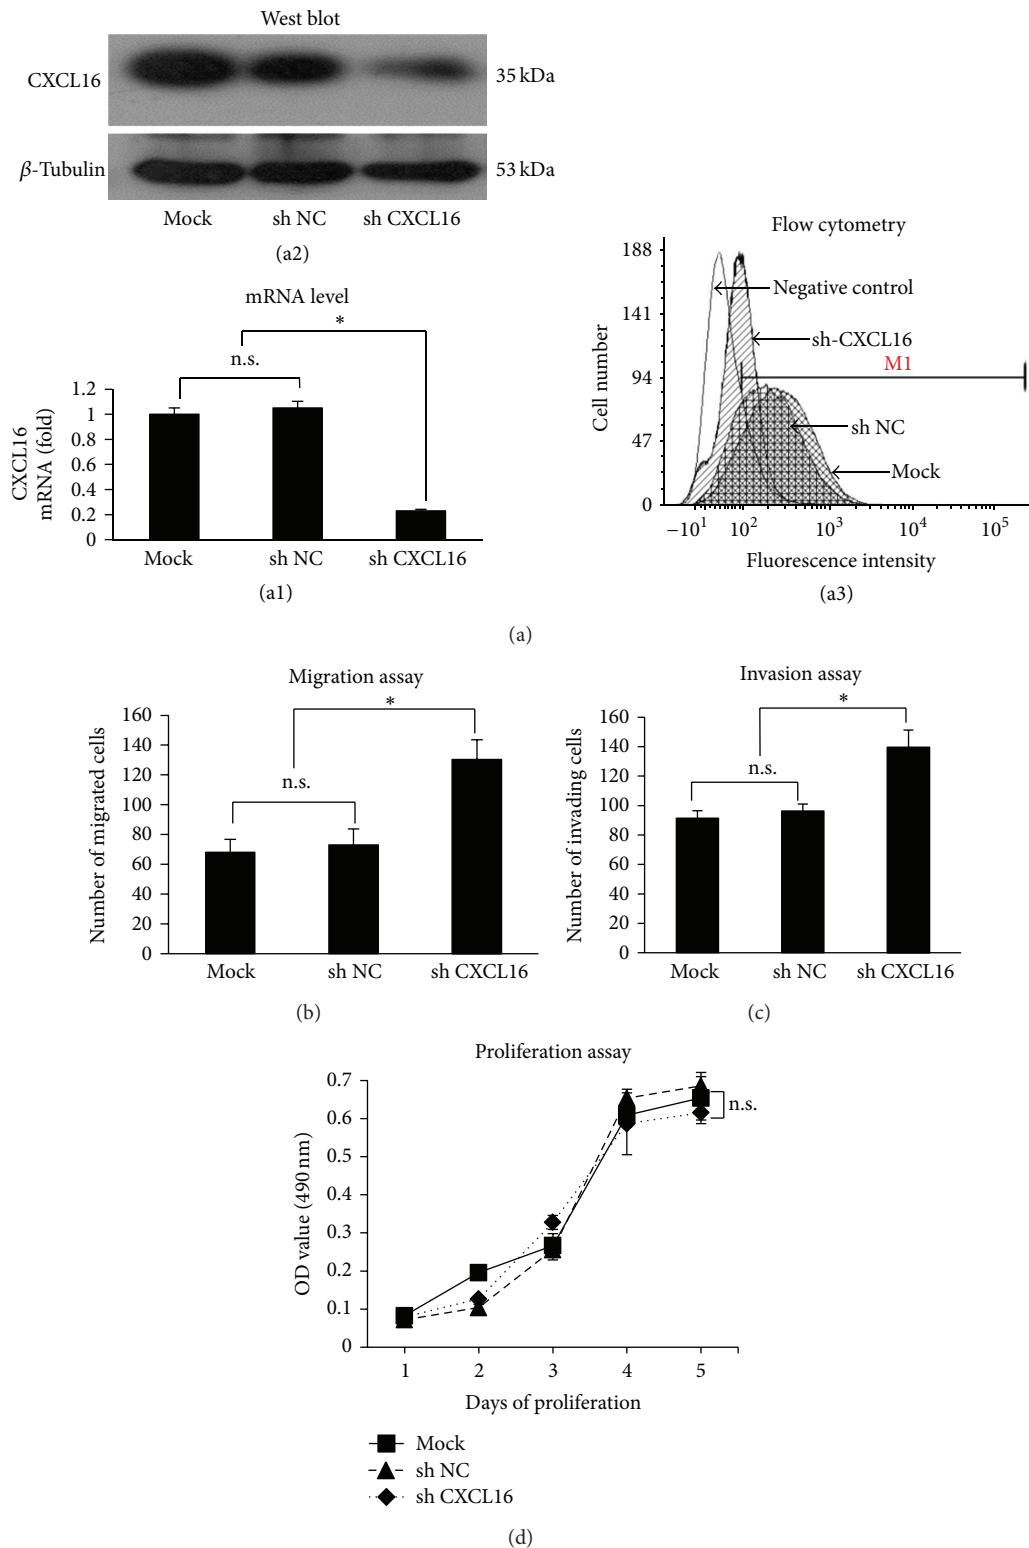 West blot
CXCL16
35 kDa
β-Tubulin
53 kDa
Mock sh NC sh CXCL16
(a2)
mRNA level
*
n.s.
CXCL16
mRNA (fold)
1.2
1
0.8
0.6
0.4
0.2
0
Mock sh NC sh CXCL16
(a1)
Flow cytometry
Cell number
188
141
94
47
0
Negative control
sh-CXCL16
M1
sh NC
Mock
−10¹ 10² 10³ 10⁴ 10⁵
Fluorescence intensity
(a3)
(a)
Migration assay
*
n.s.
Number of migrated cells
160
140
120
100
80
60
40
20
0
Mock sh NC sh CXCL16
(b)
Invasion assay
*
n.s.
Number of invading cells
160
140
120
100
80
60
40
20
0
Mock sh NC sh CXCL16
(c)
Proliferation assay
n.s.
OD value (490 nm)
0.7
0.6
0.5
0.4
0.3
0.2
0.1
0
1 2 3 4 5
Days of proliferation
Mock
sh NC
sh CXCL16
(d)